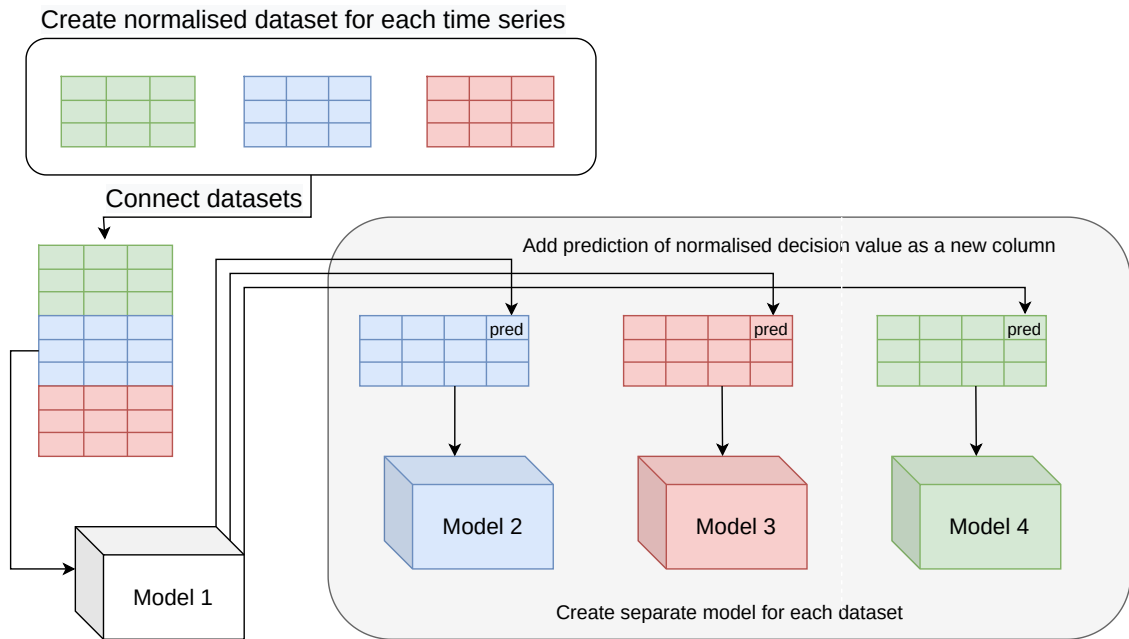 Create normalised dataset for each time series
Connect datasets
Add prediction of normalised decision value as a new column
pred
pred
pred
Model 2
Model 3
Model 4
Model 1
Create separate model for each dataset